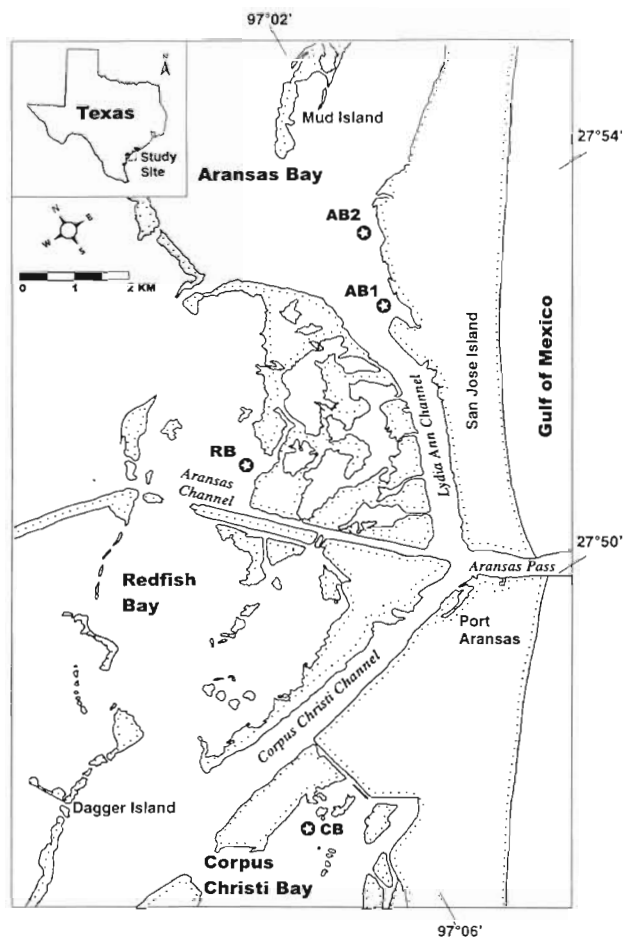 97°02'
N
Texas
Study
Site
Mud Island
27°54'
Aransas Bay
N
E
W
S
0 1 2 KM
AB2
AB1
San Jose Island
Gulf of Mexico
Lydia Ann Channel
RB
Aransas
Channel
27°50'
Aransas Pass
Redfish
Bay
Port
Aransas
Corpus Christi Channel
Dagger Island
CB
Corpus
Christi Bay
97°06'